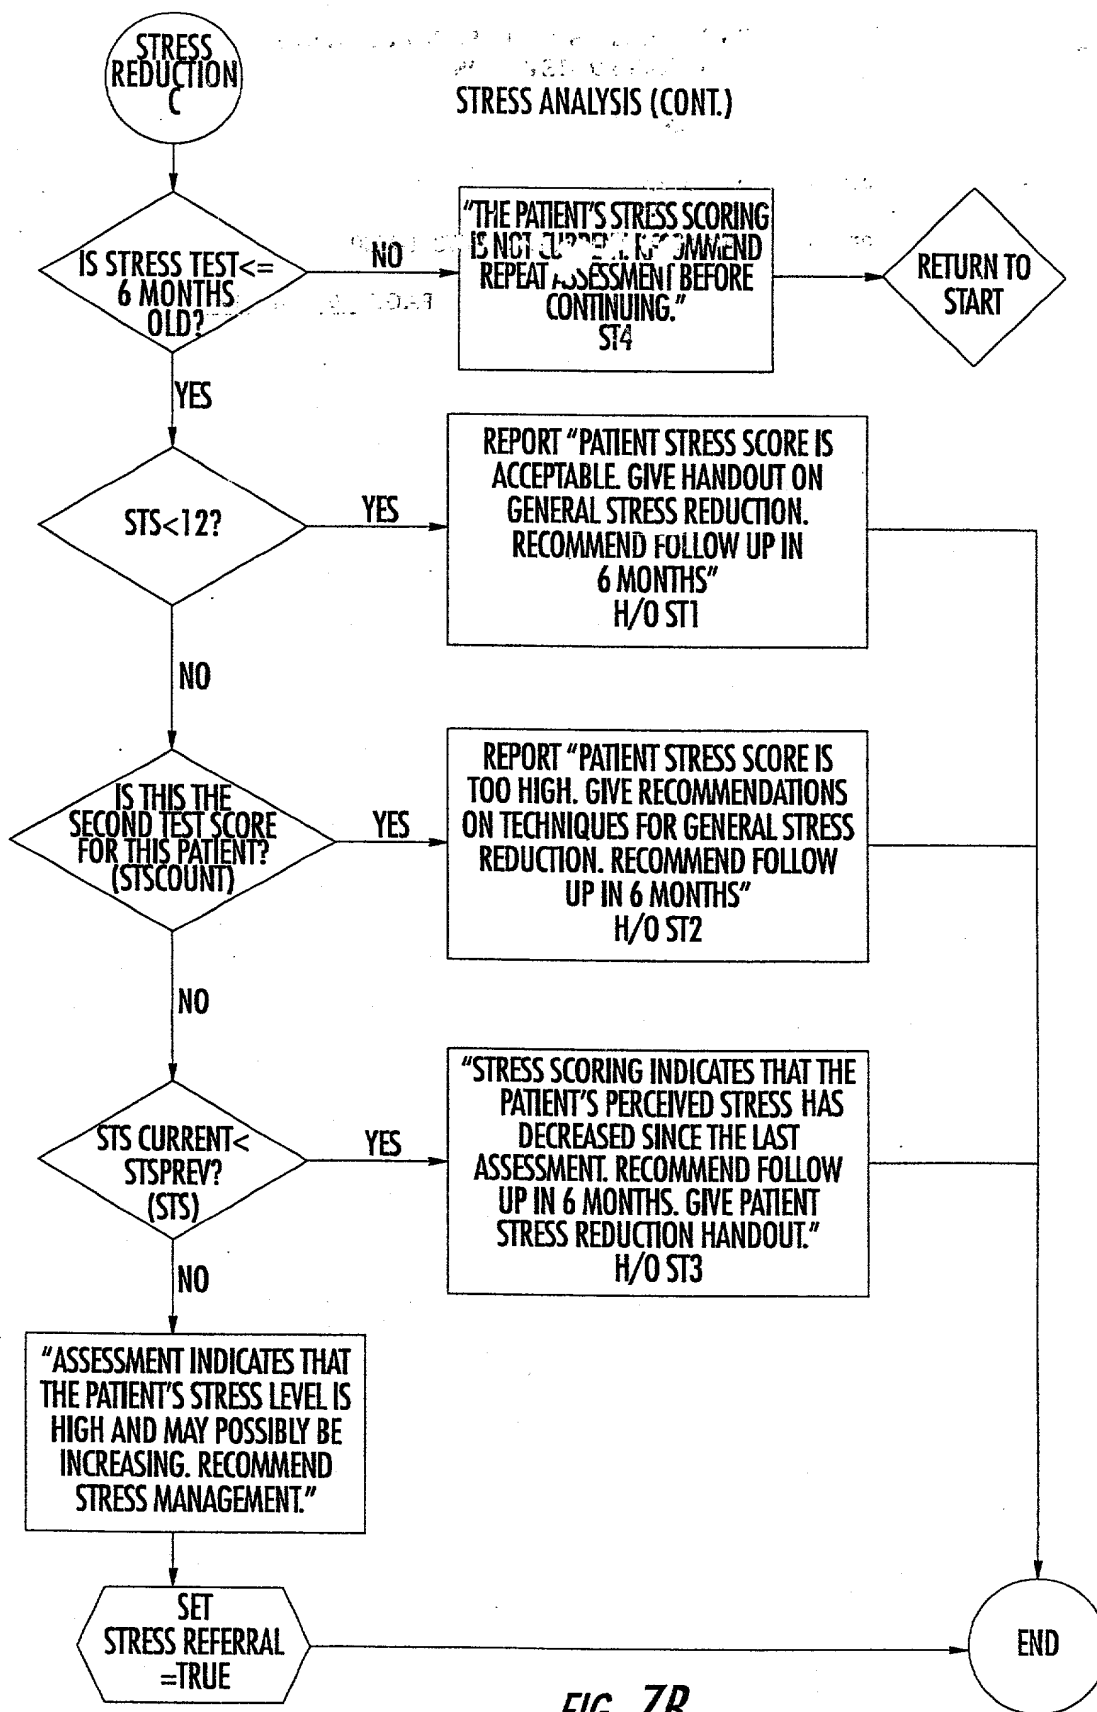 STRESS
REDUCTION
C
STRESS ANALYSIS (CONT.)
IS STRESS TEST<=
6 MONTHS
OLD?
NO
"THE PATIENT'S STRESS SCORING
IS NOT CURRENT. RECOMMEND
REPEAT ASSESSMENT BEFORE
CONTINUING."
ST4
RETURN TO
START
YES
STS<12?
YES
REPORT "PATIENT STRESS SCORE IS
ACCEPTABLE. GIVE HANDOUT ON
GENERAL STRESS REDUCTION.
RECOMMEND FOLLOW UP IN
6 MONTHS"
H/O ST1
NO
IS THIS THE
SECOND TEST SCORE
FOR THIS PATIENT?
(STSCOUNT)
YES
REPORT "PATIENT STRESS SCORE IS
TOO HIGH. GIVE RECOMMENDATIONS
ON TECHNIQUES FOR GENERAL STRESS
REDUCTION. RECOMMEND FOLLOW
UP IN 6 MONTHS"
H/O ST2
NO
STS CURRENT<
STSPREV?
(STS)
YES
"STRESS SCORING INDICATES THAT THE
PATIENT'S PERCEIVED STRESS HAS
DECREASED SINCE THE LAST
ASSESSMENT. RECOMMEND FOLLOW
UP IN 6 MONTHS. GIVE PATIENT
STRESS REDUCTION HANDOUT."
H/O ST3
NO
"ASSESSMENT INDICATES THAT
THE PATIENT'S STRESS LEVEL IS
HIGH AND MAY POSSIBLY BE
INCREASING. RECOMMEND
STRESS MANAGEMENT."
SET
STRESS REFERRAL
=TRUE
END
FIG. 7B